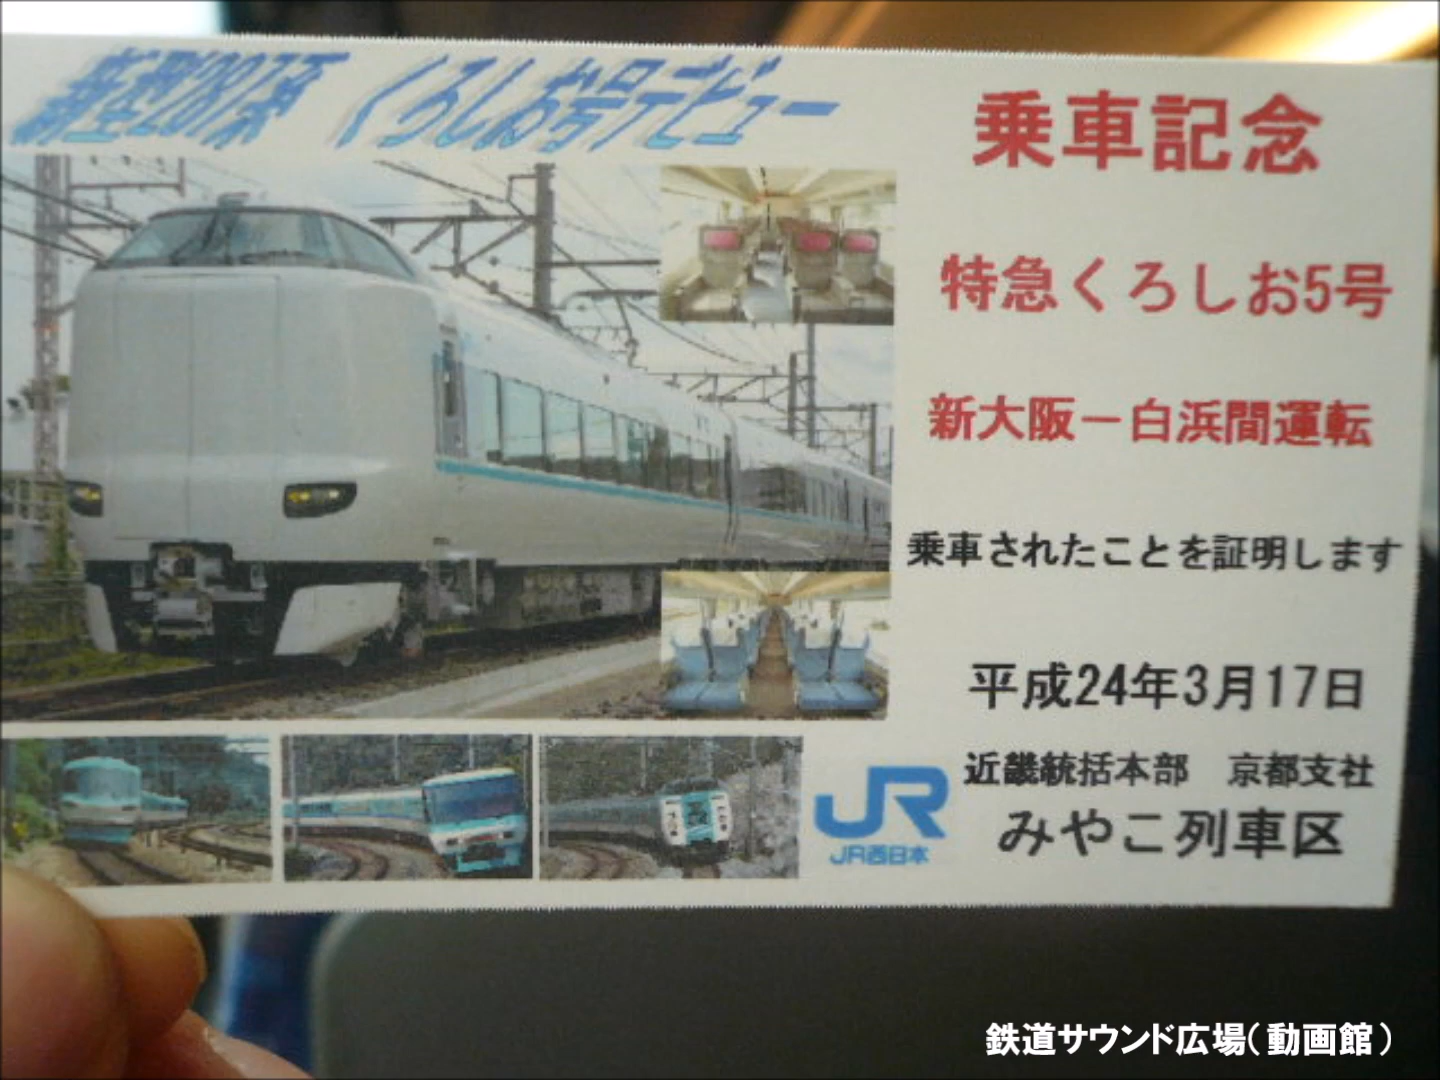 新型287系 くろしお号デビュー
乗車記念
特急くろしお5号
新大阪－白浜間運転
乗車されたことを証明します
平成24年3月17日
近畿統括本部　京都支社
みやこ列車区
JR
JR西日本
鉄道サウンド広場（動画館）